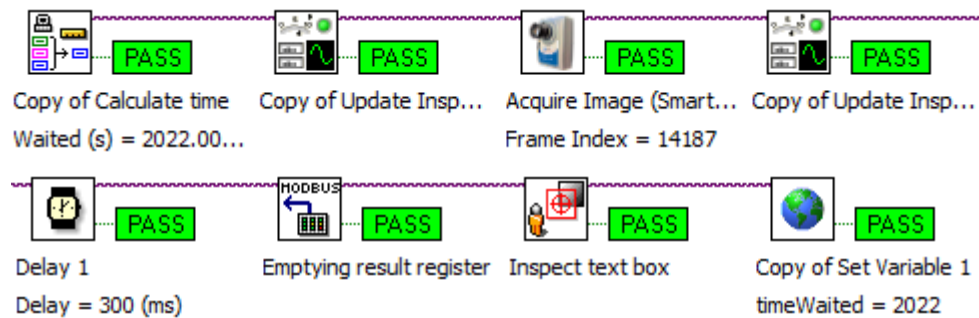 PASS PASS PASS PASS
Copy of Calculate time Copy of Update Insp... Acquire Image (Smart... Copy of Update Insp...
Waited (s) = 2022.00... Frame Index = 14187
MODBUS
PASS PASS PASS PASS
Delay 1 Emptying result register Inspect text box Copy of Set Variable 1
Delay = 300 (ms) timeWaited = 2022